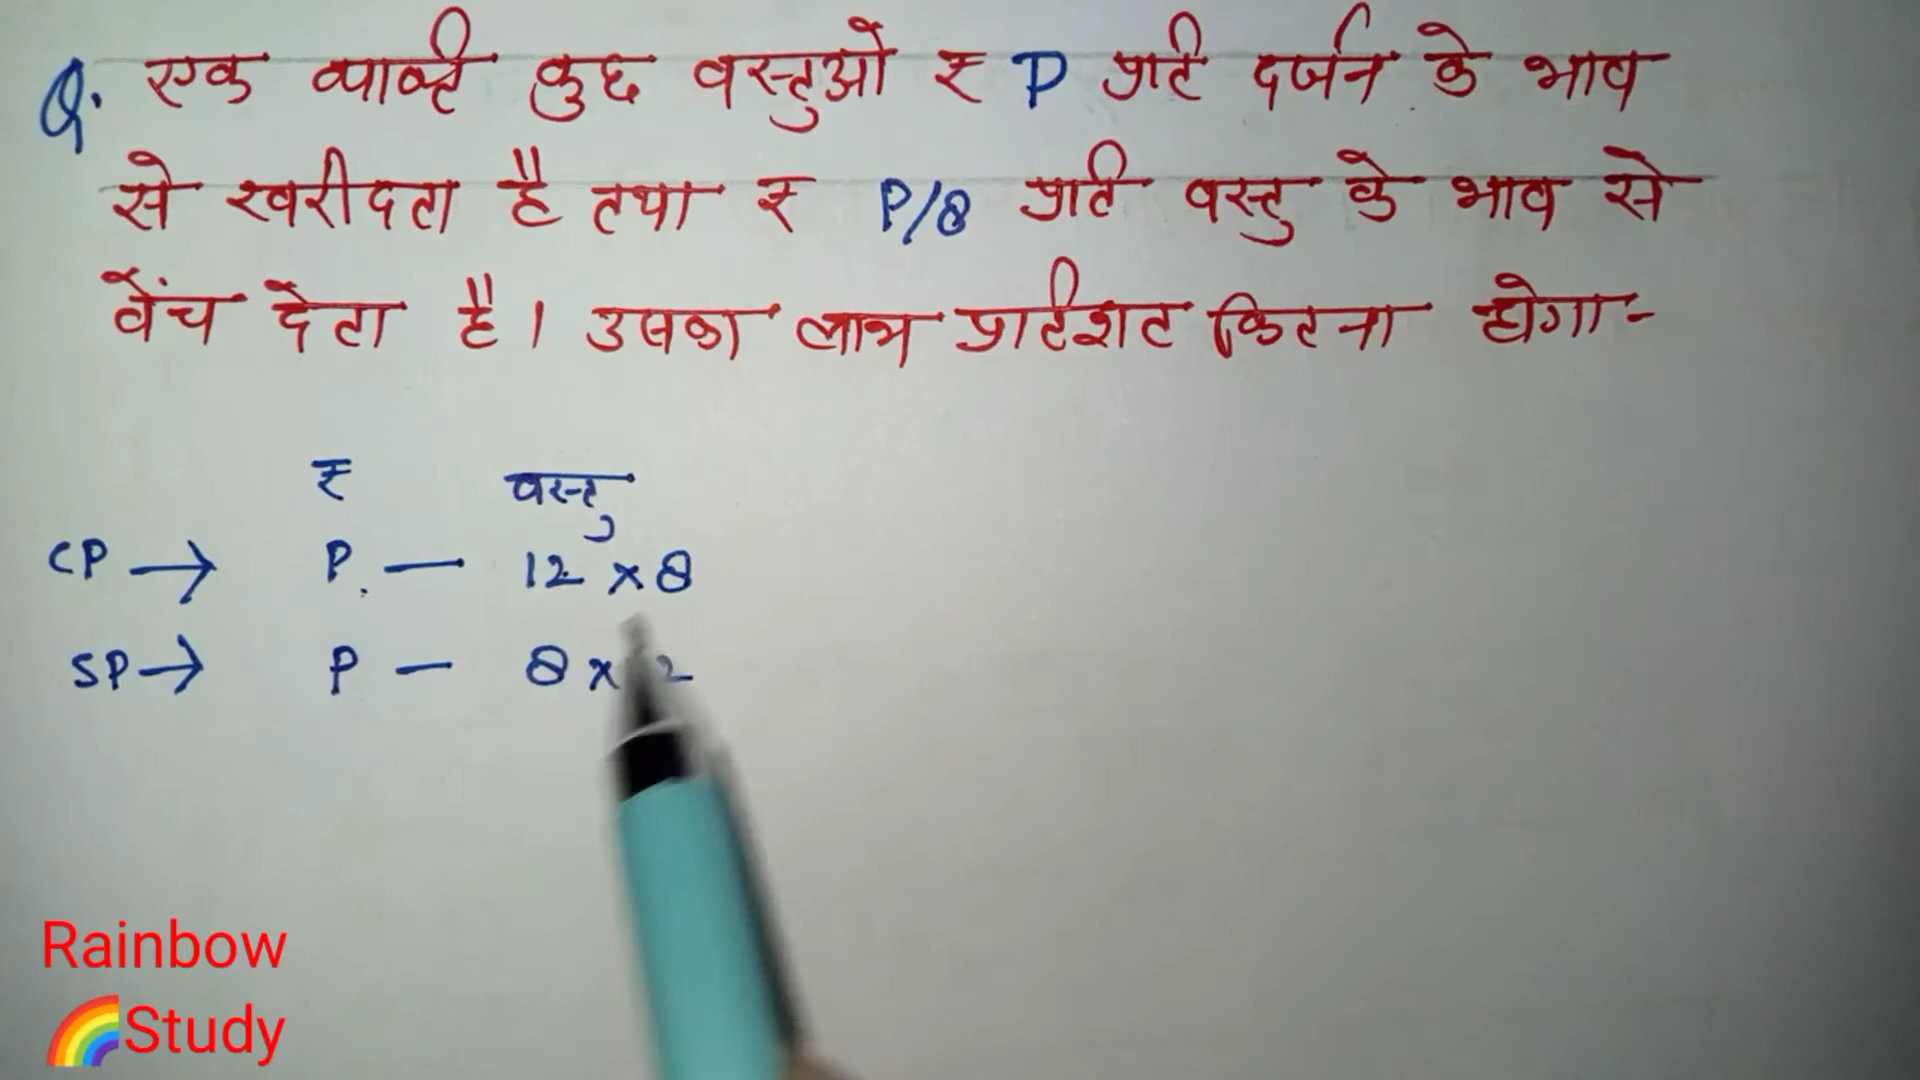 Q. एक व्यक्ति कुछ वस्तुओं ₹ P प्रति दर्जन के भाव
से खरीदता है तथा ₹ P/8 प्रति वस्तु के भाव से
बेंच देता है। उसका लाभ प्रतिशत कितना होगा-
₹ वस्तु
CP → P. — 12 × 8
SP → P — 8 ×
Rainbow
Study